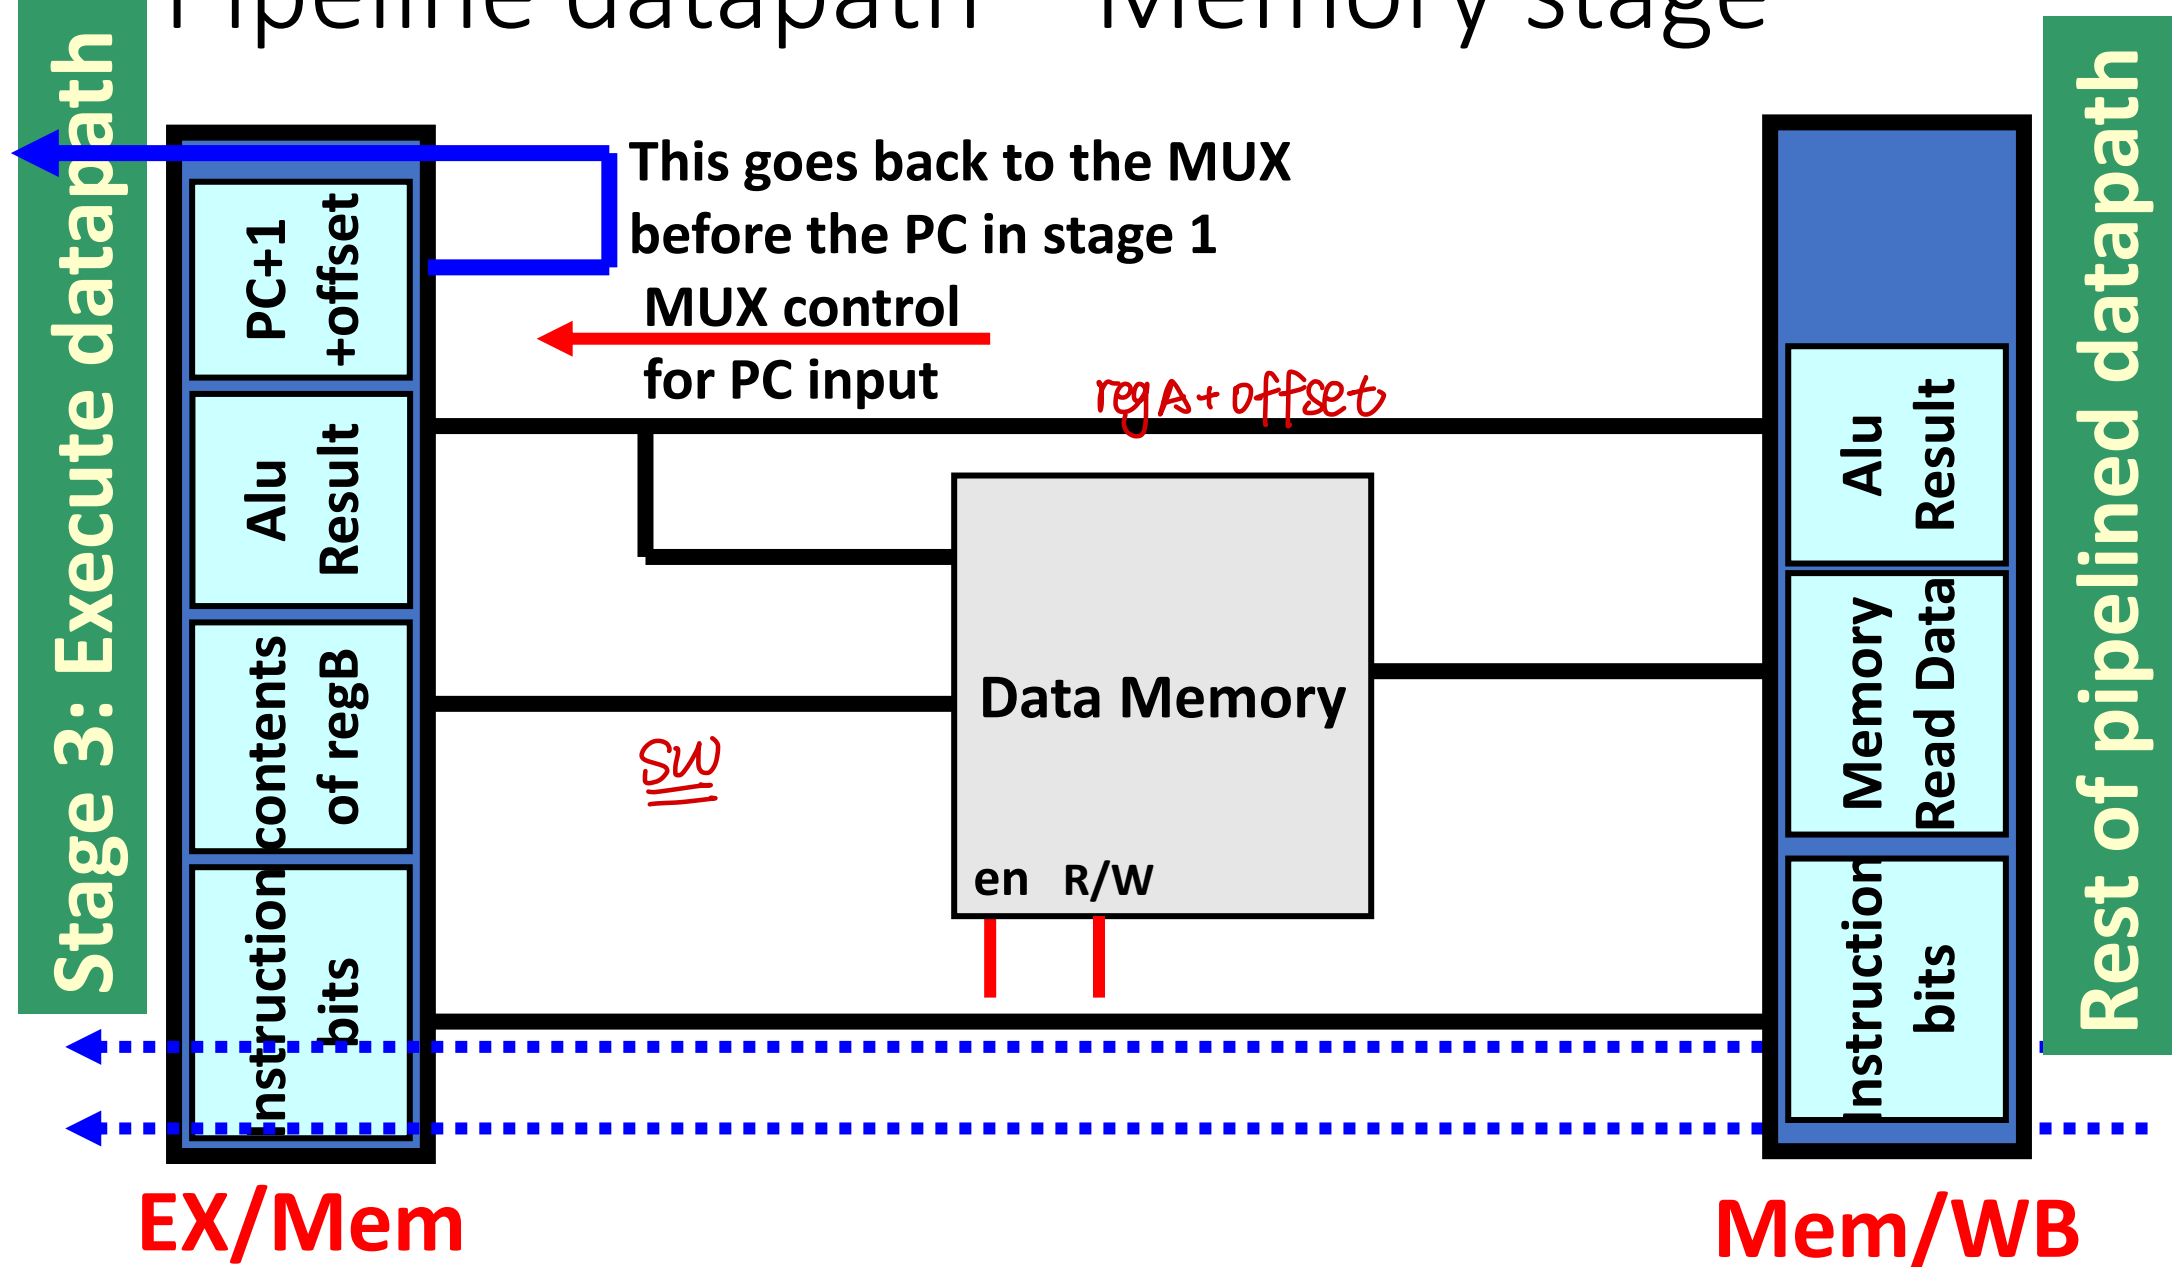 Pipeline datapath – Memory stage
Stage 3: Execute datapath
PC+1
+offset
Alu
Result
contents
of regB
Instruction
bits
EX/Mem
This goes back to the MUX
before the PC in stage 1
MUX control
for PC input
regA+offset
SW
Data Memory
en R/W
Alu
Result
Memory
Read Data
Instruction
bits
Mem/WB
Rest of pipelined datapath